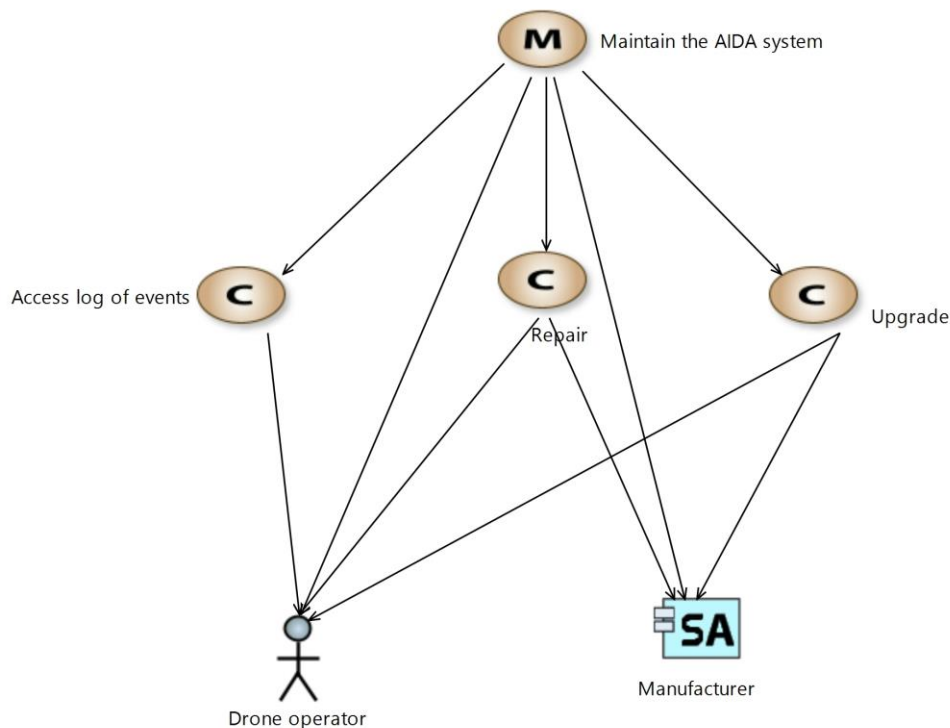 M
Maintain the AIDA system
C
Access log of events
C
Repair
C
Upgrade
SA
Manufacturer
Drone operator